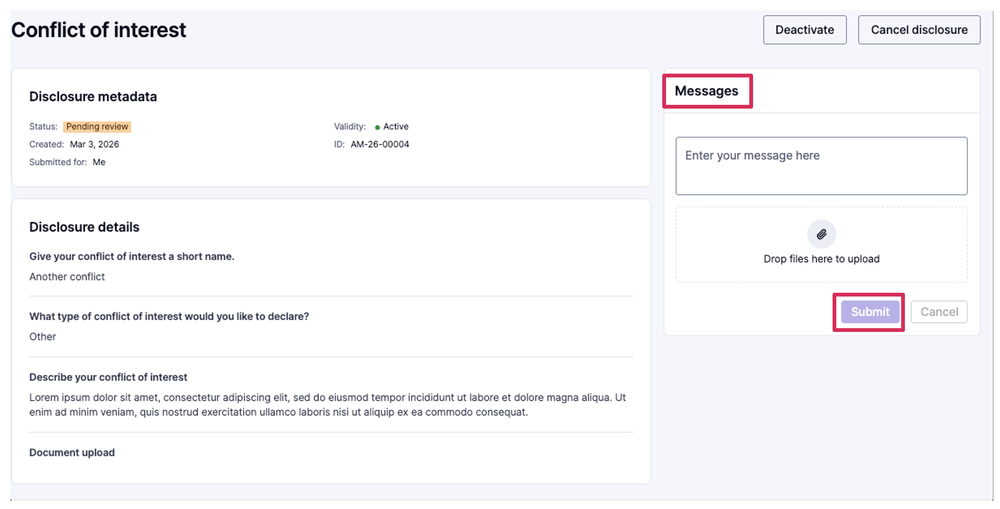 Conflict of interest
Deactivate
Cancel disclosure
Disclosure metadata
Status: Pending review
Validity: Active
Created: Mar 3, 2026
ID: AM-26-00004
Submitted for: Me
Disclosure details
Give your conflict of interest a short name.
Another conflict
What type of conflict of interest would you like to declare?
Other
Describe your conflict of interest
Lorem ipsum dolor sit amet, consectetur adipiscing elit, sed do eiusmod tempor incididunt ut labore et dolore magna aliqua. Ut
enim ad minim veniam, quis nostrud exercitation ullamco laboris nisi ut aliquip ex ea commodo consequat.
Document upload
Messages
Enter your message here
Drop files here to upload
Submit
Cancel